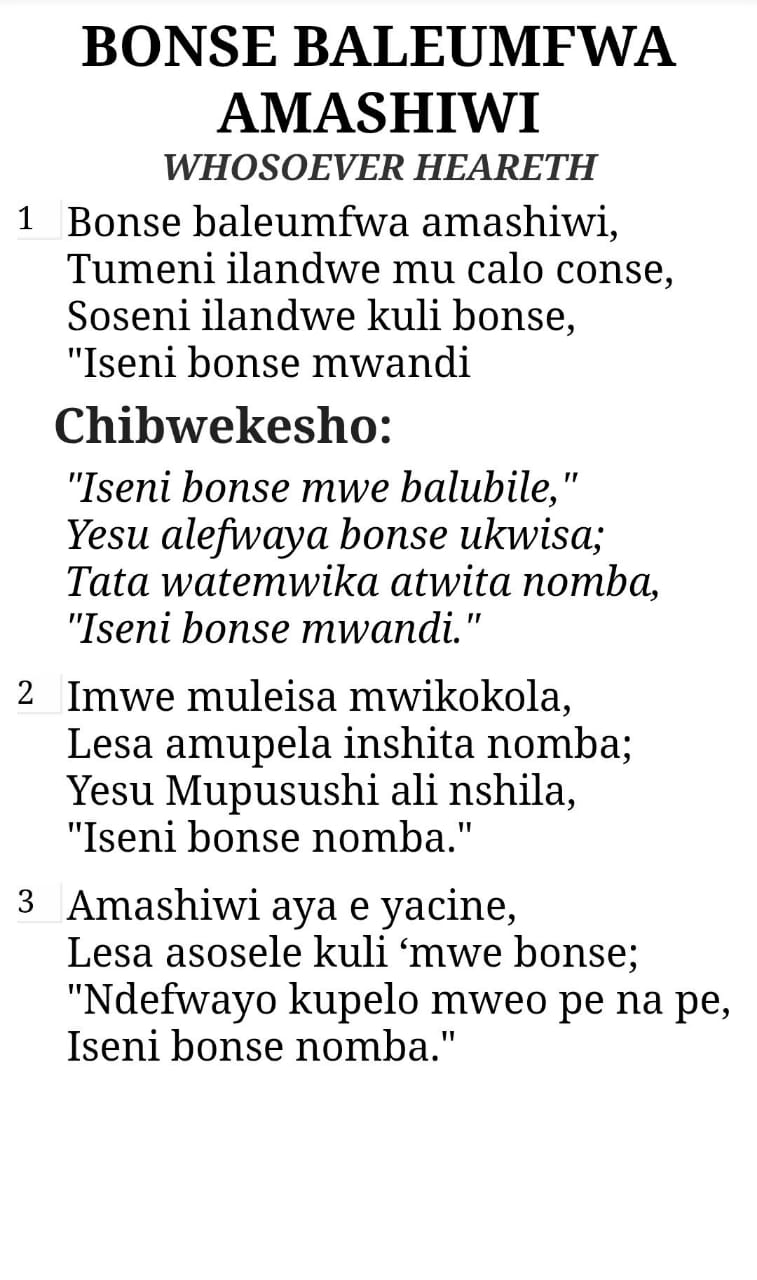 BONSE BALEUMFWA
AMASHIWI
WHOSOEVER HEARETH
1 Bonse baleumfwa amashiwi,
Tumeni ilandwe mu calo conse,
Soseni ilandwe kuli bonse,
"Iseni bonse mwandi
Chibwekesho:
"Iseni bonse mwe balubile,"
Yesu alefwaya bonse ukwisa;
Tata watemwika atwita nomba,
"Iseni bonse mwandi."
2 Imwe muleisa mwikokola,
Lesa amupela inshita nomba;
Yesu Mupusushi ali nshila,
"Iseni bonse nomba."
3 Amashiwi aya e yacine,
Lesa asosele kuli ‘mwe bonse;
"Ndefwayo kupelo mweo pe na pe,
Iseni bonse nomba."